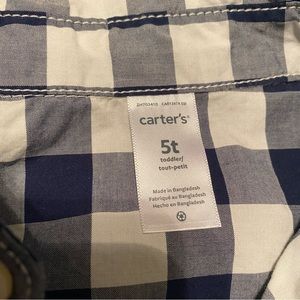 carter's®
5t
toddler/
tout-petit
Made in Bangladesh
Fabriqué au Bangladesh
Hecho en Bangladesh